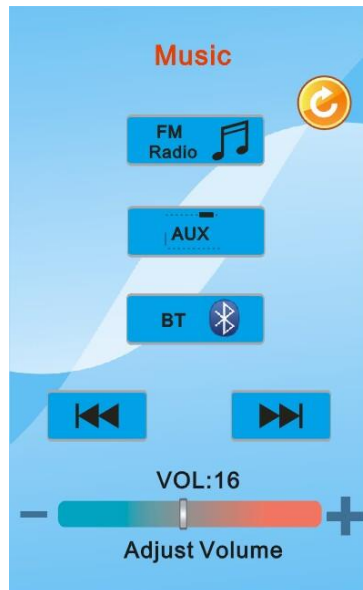 Music
FM
Radio
AUX
BT
VOL:16
Adjust Volume